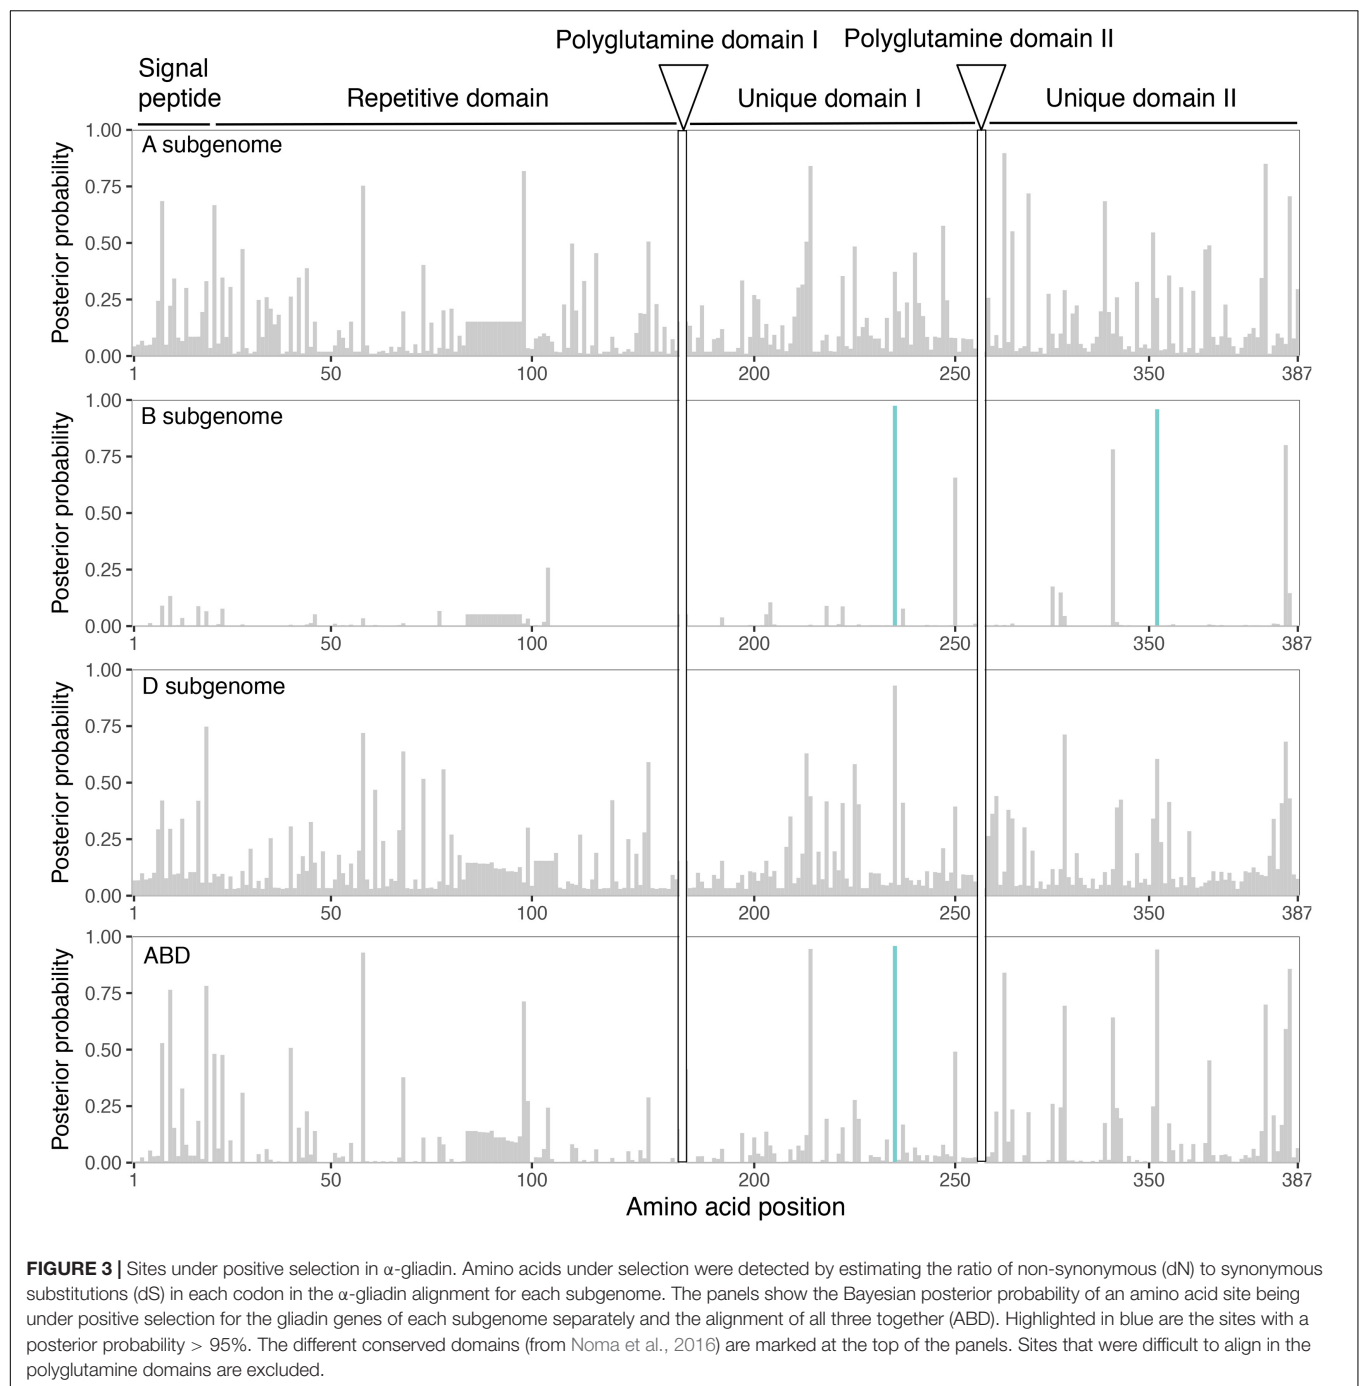 Polyglutamine domain I Polyglutamine domain II
Signal
peptide Repetitive domain Unique domain I Unique domain II
A subgenome
Posterior probability
1.00
0.75
0.50
0.25
0.00
1 50 100 200 250 350 387
B subgenome
Posterior probability
1.00
0.75
0.50
0.25
0.00
1 50 100 200 250 350 387
D subgenome
Posterior probability
1.00
0.75
0.50
0.25
0.00
1 50 100 200 250 350 387
ABD
Posterior probability
1.00
0.75
0.50
0.25
0.00
1 50 100 200 250 350 387
Amino acid position
FIGURE 3 | Sites under positive selection in α-gliadin. Amino acids under selection were detected by estimating the ratio of non-synonymous (dN) to synonymous
substitutions (dS) in each codon in the α-gliadin alignment for each subgenome. The panels show the Bayesian posterior probability of an amino acid site being
under positive selection for the gliadin genes of each subgenome separately and the alignment of all three together (ABD). Highlighted in blue are the sites with a
posterior probability > 95%. The different conserved domains (from Noma et al., 2016) are marked at the top of the panels. Sites that were difficult to align in the
polyglutamine domains are excluded.